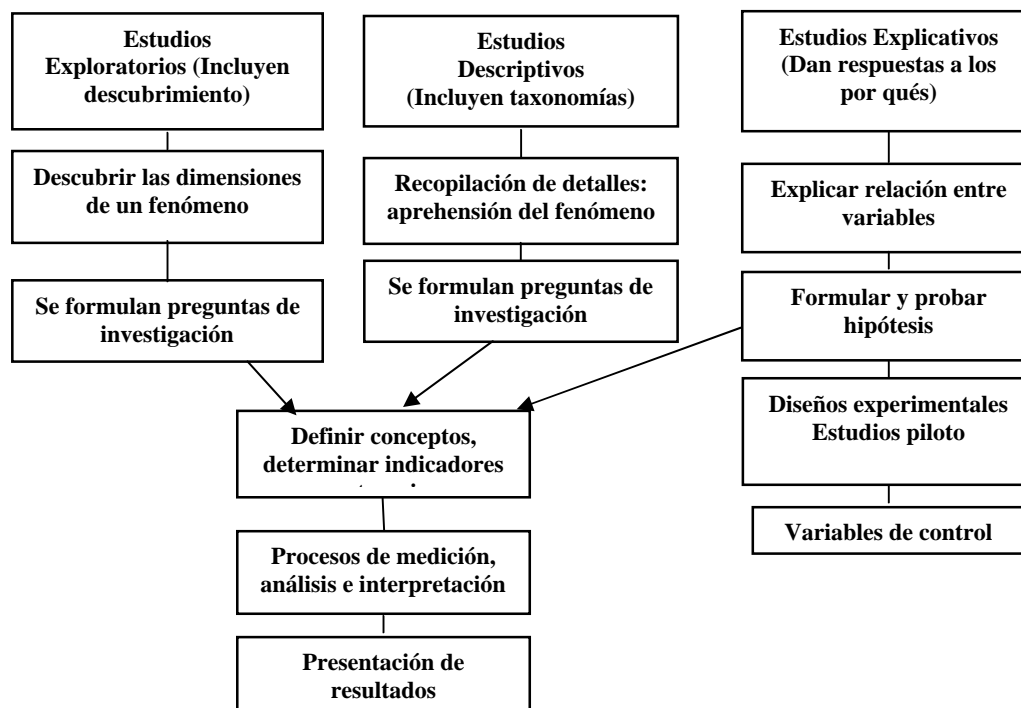 Estudios
Exploratorios (Incluyen
descubrimiento)
Estudios
Descriptivos
(Incluyen taxonomías)
Estudios Explicativos
(Dan respuestas a los
por qués)
Descubrir las dimensiones
de un fenómeno
Recopilación de detalles:
aprehensión del fenómeno
Explicar relación entre
variables
Se formulan preguntas de
investigación
Se formulan preguntas de
investigación
Formular y probar
hipótesis
Diseños experimentales
Estudios piloto
Variables de control
Definir conceptos,
determinar indicadores
Procesos de medición,
análisis e interpretación
Presentación de
resultados